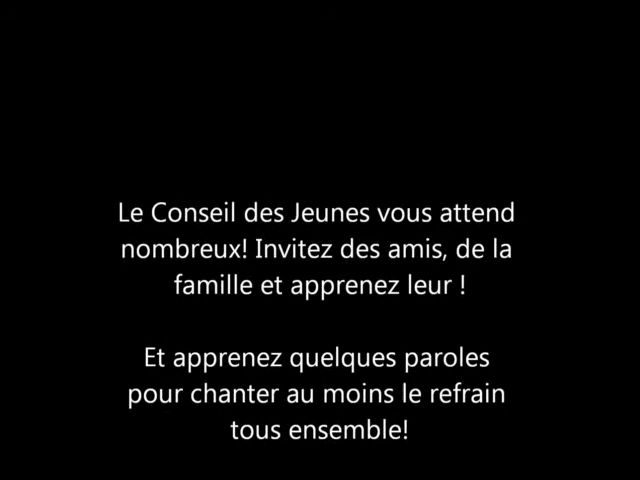 Le Conseil des Jeunes vous attend
nombreux! Invitez des amis, de la
famille et apprenez leur !
Et apprenez quelques paroles
pour chanter au moins le refrain
tous ensemble!